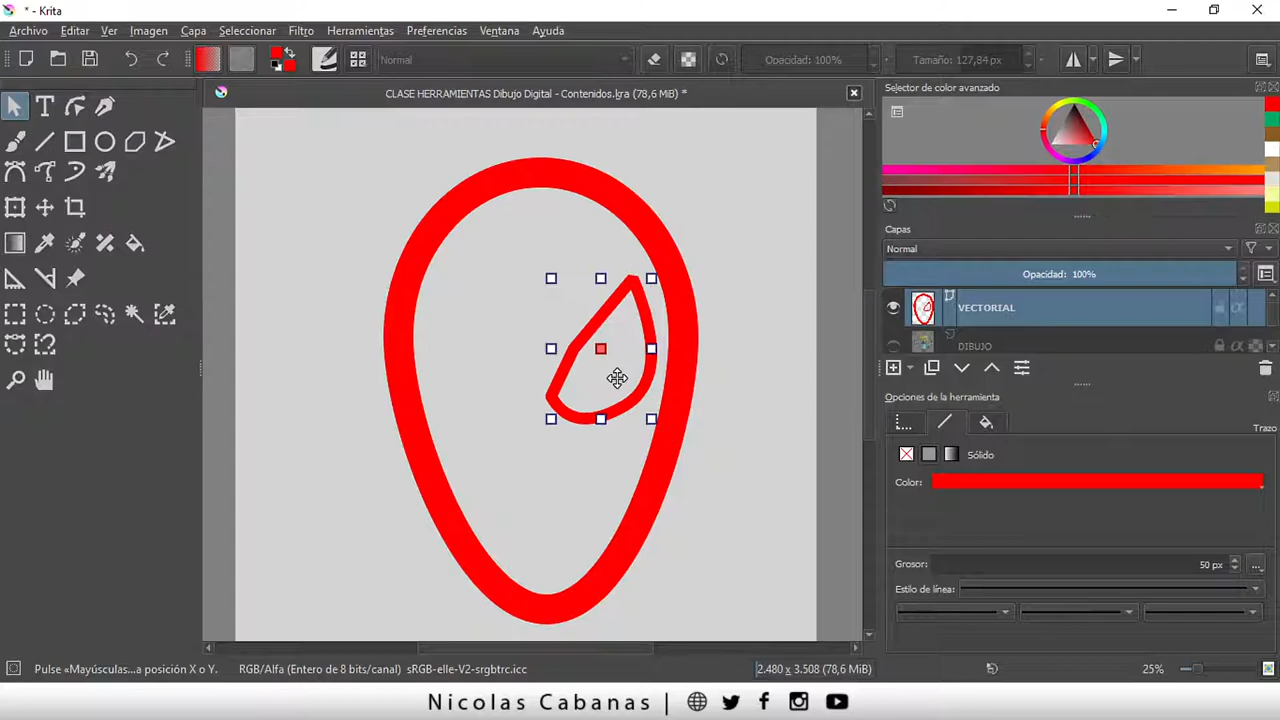 * - Krita
Archivo Editar Ver Imagen Capa Seleccionar Filtro Herramientas Preferencias Ventana Ayuda
Normal Opacidad: 100% Tamaño: 127,84 px
CLASE HERRAMIENTAS Dibujo Digital - Contenidos.kra (78,6 MiB) *
Selector de color avanzado
Capas
Normal
Opacidad: 100%
VECTORIAL
DIBUJO
Opciones de la herramienta
Trazo
Sólido
Color:
Grosor: 50 px
Estilo de línea:
Pulse «Mayúsculas...a posición X o Y. RGB/Alfa (Entero de 8 bits/canal) sRGB-elle-V2-srgbtrc.icc 2.480 x 3.508 (78,6 MiB) 25%
Nicolas Cabanas |